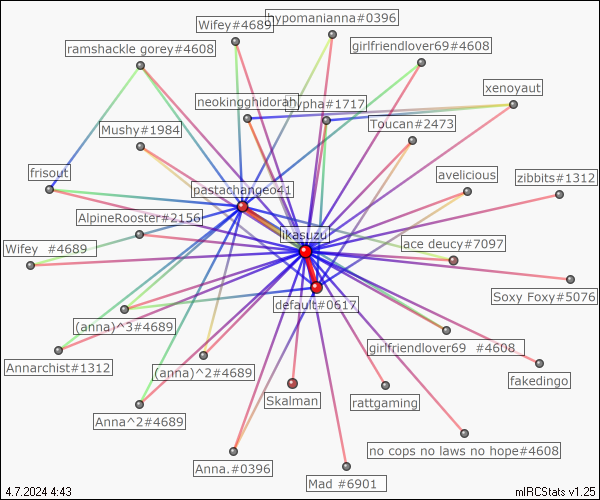 Wifey#4689
hypomanianna#0396
ramshackle gorey#4608
girlfriendlover69#4608
xenoyaut
neokingghidorah
hypha#1717
Toucan#2473
Mushy#1984
frisout
pastachangeo41
avelicious
zibbits#1312
AlpineRooster#2156
ikasuzu
Wifey #4689
ace deucy#7097
default#0617
Soxy Foxy#5076
(anna)^3#4689
girlfriendlover69 #4608
Annarchist#1312
(anna)^2#4689
fakedingo
Skalman
rattgaming
Anna^2#4689
no cops no laws no hope#4608
Anna.#0396
Mad #6901
4.7.2024 4:43
mIRCStats v1.25